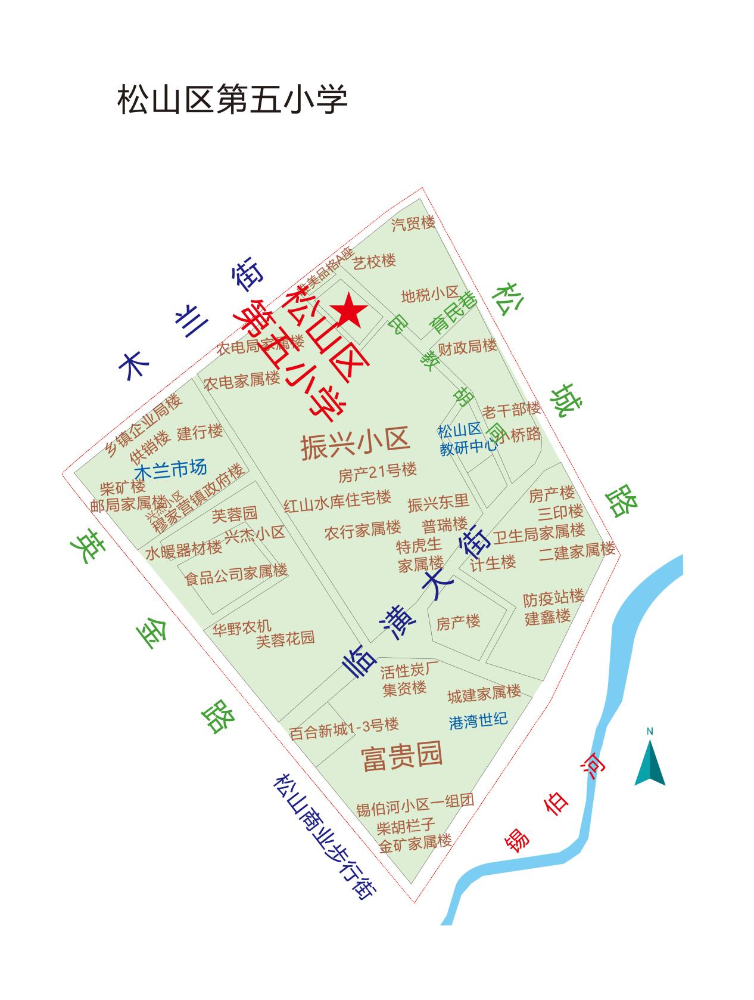 松山区第五小学
汽贸楼
艺校楼
美品格A座
木兰街
松山区
第五小学
地税小区
育民巷
松城路
民教胡同
农电局家属楼
财政局楼
农电家属楼
乡镇企业局楼
供销楼
建行楼
老干部楼
小桥路
松山区
教研中心
振兴小区
木兰市场
房产21号楼
柴矿楼
邮局家属楼
兴杰小区
穆家营镇政府楼
红山水库住宅楼
振兴东里
房产楼
三印楼
芙蓉园
兴杰小区
农行家属楼
普瑞楼
特虎生
家属楼
卫生局家属楼
二建家属楼
计生楼
水暖器材楼
食品公司家属楼
英金路
临潢大街
防疫站楼
建鑫楼
房产楼
华野农机
芙蓉花园
活性炭厂
集资楼
城建家属楼
港湾世纪
百合新城1-3号楼
富贵园
N
锡伯河
松山商业步行街
锡伯河小区一组团
柴胡栏子
金矿家属楼